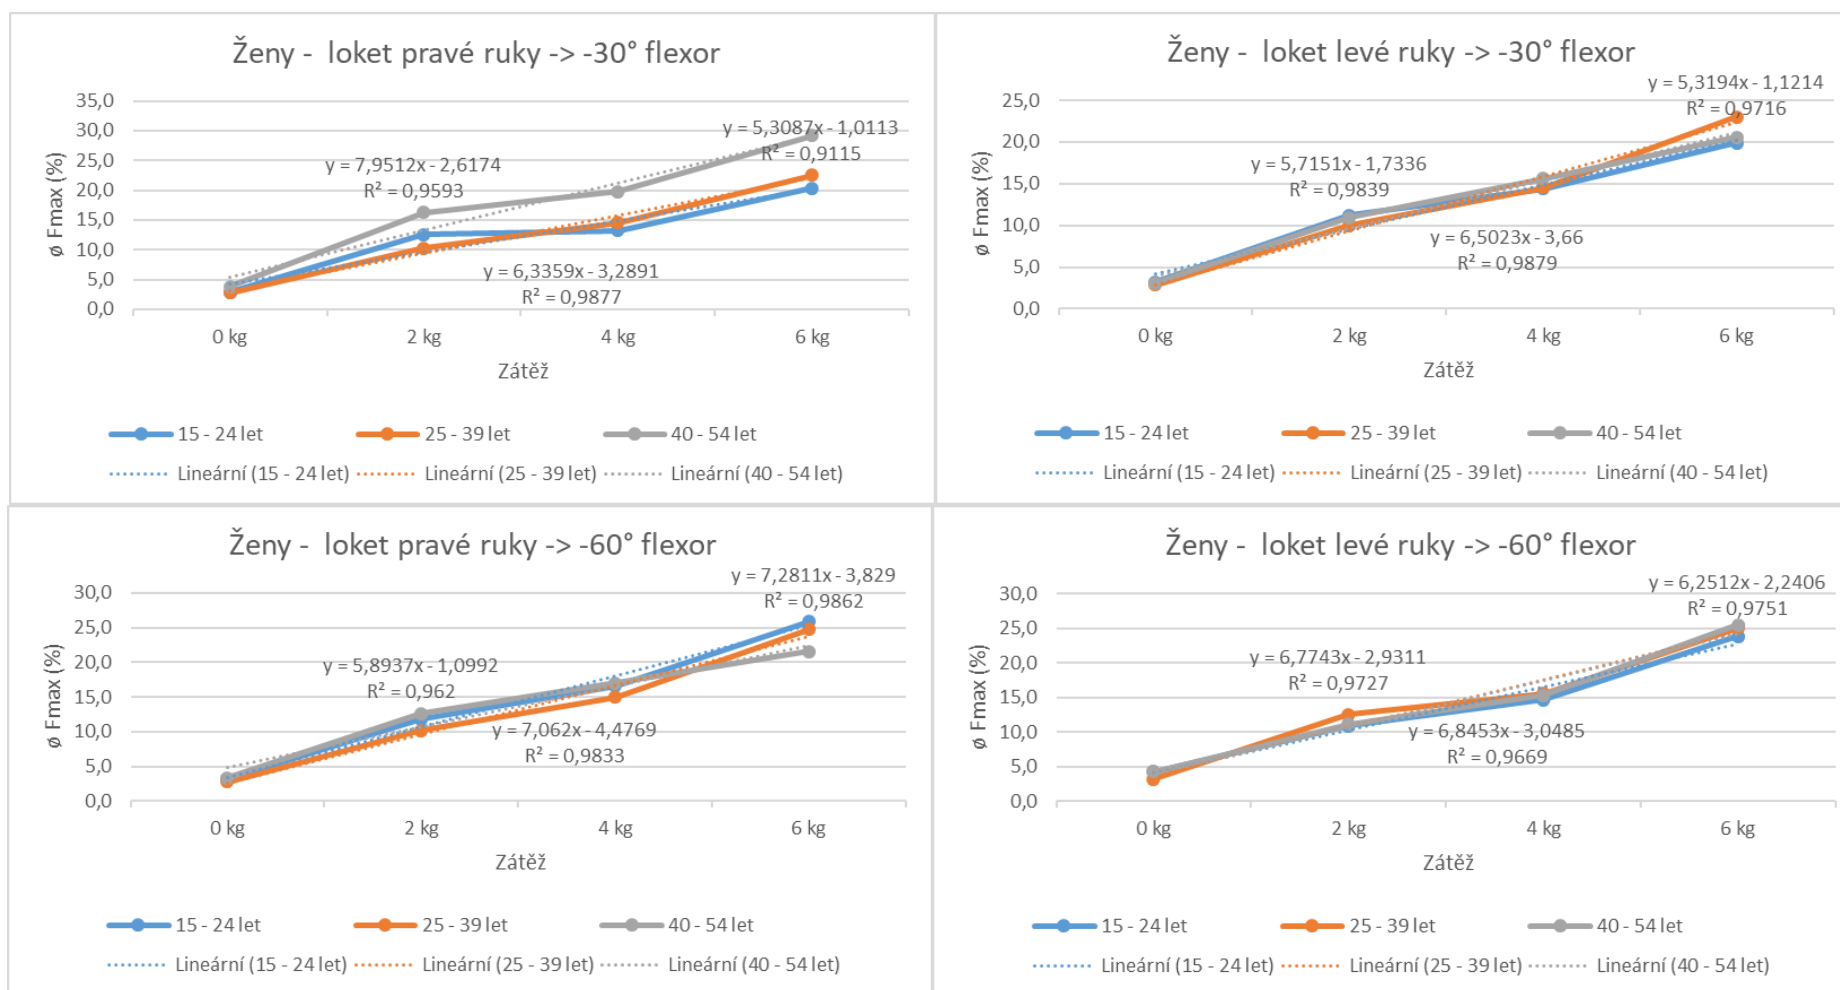 Ženy -  loket pravé ruky -> -30° flexor
ø Fmax (%)
35,0
30,0
25,0
20,0
15,0
10,0
5,0
0,0
y = 5,3087x - 1,0113
R² = 0,9115
y = 7,9512x - 2,6174
R² = 0,9593
y = 6,3359x - 3,2891
R² = 0,9877
0 kg 2 kg 4 kg 6 kg
Zátěž
15 - 24 let 25 - 39 let 40 - 54 let
Lineární (15 - 24 let) Lineární (25 - 39 let) Lineární (40 - 54 let)
Ženy -  loket levé ruky -> -30° flexor
ø Fmax (%)
25,0
20,0
15,0
10,0
5,0
0,0
y = 5,3194x - 1,1214
R² = 0,9716
y = 5,7151x - 1,7336
R² = 0,9839
y = 6,5023x - 3,66
R² = 0,9879
0 kg 2 kg 4 kg 6 kg
Zátěž
15 - 24 let 25 - 39 let 40 - 54 let
Lineární (15 - 24 let) Lineární (25 - 39 let) Lineární (40 - 54 let)
Ženy -  loket pravé ruky -> -60° flexor
ø Fmax (%)
30,0
25,0
20,0
15,0
10,0
5,0
0,0
y = 7,2811x - 3,829
R² = 0,9862
y = 5,8937x - 1,0992
R² = 0,962
y = 7,062x - 4,4769
R² = 0,9833
0 kg 2 kg 4 kg 6 kg
Zátěž
15 - 24 let 25 - 39 let 40 - 54 let
Lineární (15 - 24 let) Lineární (25 - 39 let) Lineární (40 - 54 let)
Ženy -  loket levé ruky -> -60° flexor
ø Fmax (%)
30,0
25,0
20,0
15,0
10,0
5,0
0,0
y = 6,2512x - 2,2406
R² = 0,9751
y = 6,7743x - 2,9311
R² = 0,9727
y = 6,8453x - 3,0485
R² = 0,9669
0 kg 2 kg 4 kg 6 kg
Zátěž
15 - 24 let 25 - 39 let 40 - 54 let
Lineární (15 - 24 let) Lineární (25 - 39 let) Lineární (40 - 54 let)